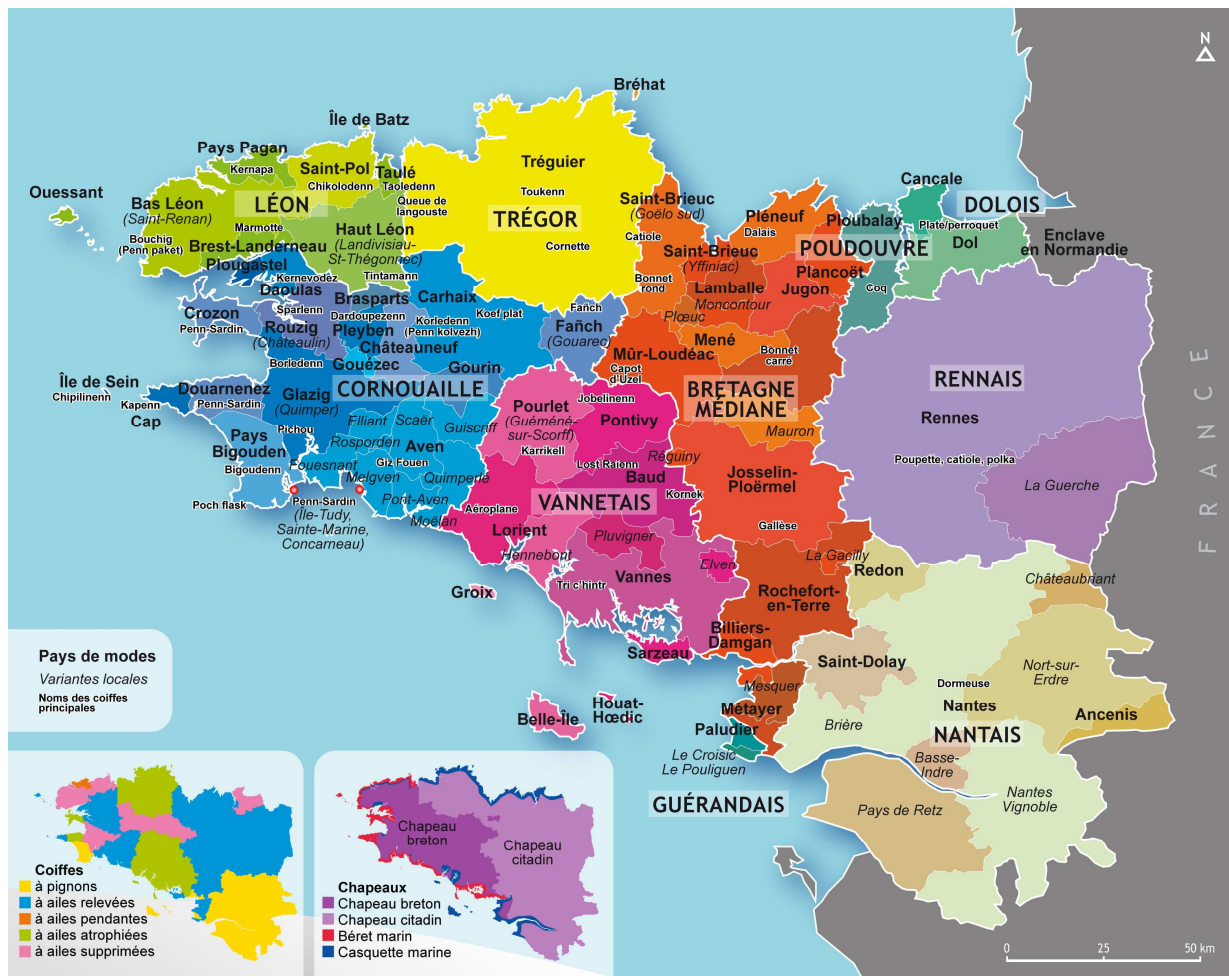 N
Bréhat
Île de Batz
Pays Pagan
Kernapa
Saint-Pol
Chikolodenn
Taulé
Taoledenn
Queue de
langouste
Tréguier
Toukenn
TRÉGOR
Cornette
Ouessant
Bas Léon
(Saint-Renan)
LÉON
Marmotte
Bouchig
(Penn paket)
Haut Léon
(Landivisiau-
St-Thégonnec)
Tintamann
Brest-Landerneau
Plougastel
Kernevodèz
Daoulas
Sparlenn
Saint-Brieuc
(Goëlo sud)
Catiole
Bonnet
rond
Saint-Brieuc
(Yffiniac)
Pléneuf
Dalais
Ploubalay
POUDOUVRE
Cancale
DOLOIS
Plate/perroquet
Dol
Enclave
en Normandie
Plancoët
Jugon
Coq
Lamballe
Moncontour
Plœuc
Crozon
Penn-Sardin
Rouzig
(Châteaulin)
Borledenn
Brasparts
Dardoupezenn
Pleyben
Châteauneuf
Gouézec
Carhaix
Korledenn
(Penn kolvezh)
Koef plat
Gourin
Fañch
Fañch
(Gouarec)
CORNOUAILLE
Mûr-Loudéac
Capot
d'Uzel
Mené
Bonnet
carré
BRETAGNE
MÉDIANE
Mauron
RENNAIS
Rennes
Poupette, catiole, polka
La Guerche
FRANCE
Île de Sein
Chipilinenn
Kapenn
Cap
Douarnenez
Penn-Sardin
Glazig
(Quimper)
Pichou
Pays
Bigouden
Bigoudenn
Poch flask
Elliant
Scaër
Guiscriff
Rosporden
Aven
Giz Fouen
Fouesnant
Melgven
Quimperlé
Pont-Aven
Moëlan
Penn-Sardin
(Île-Tudy,
Sainte-Marine,
Concarneau)
Pourlet
(Guéméné-
sur-Scorff)
Karrikell
Jobelinenn
Pontivy
Lost Raienn
Réguiny
Baud
Kornek
VANNETAIS
Aéroplane
Lorient
Hennebont
Pluvigner
Elven
Vannes
Tri c'hintr
Groix
Sarzeau
Belle-Île
Houat-
Hœdic
Josselin-
Ploërmel
Gallèse
La Gacilly
Rochefort-
en-Terre
Billiers-
Damgan
Redon
Châteaubriant
Saint-Dolay
Dormeuse
Nantes
NANTAIS
Nort-sur-
Erdre
Ancenis
Brière
Basse-
Indre
Nantes
Vignoble
Pays de Retz
Mesquer
Métayer
Paludier
Le Croisic
Le Pouliguen
GUÉRANDAIS
Pays de modes
Variantes locales
Noms des coiffes
principales
Coiffes
à pignons
à ailes relevées
à ailes pendantes
à ailes atrophiées
à ailes supprimées
Chapeau
breton
Chapeau
citadin
Chapeaux
Chapeau breton
Chapeau citadin
Béret marin
Casquette marine
0 25 50 km